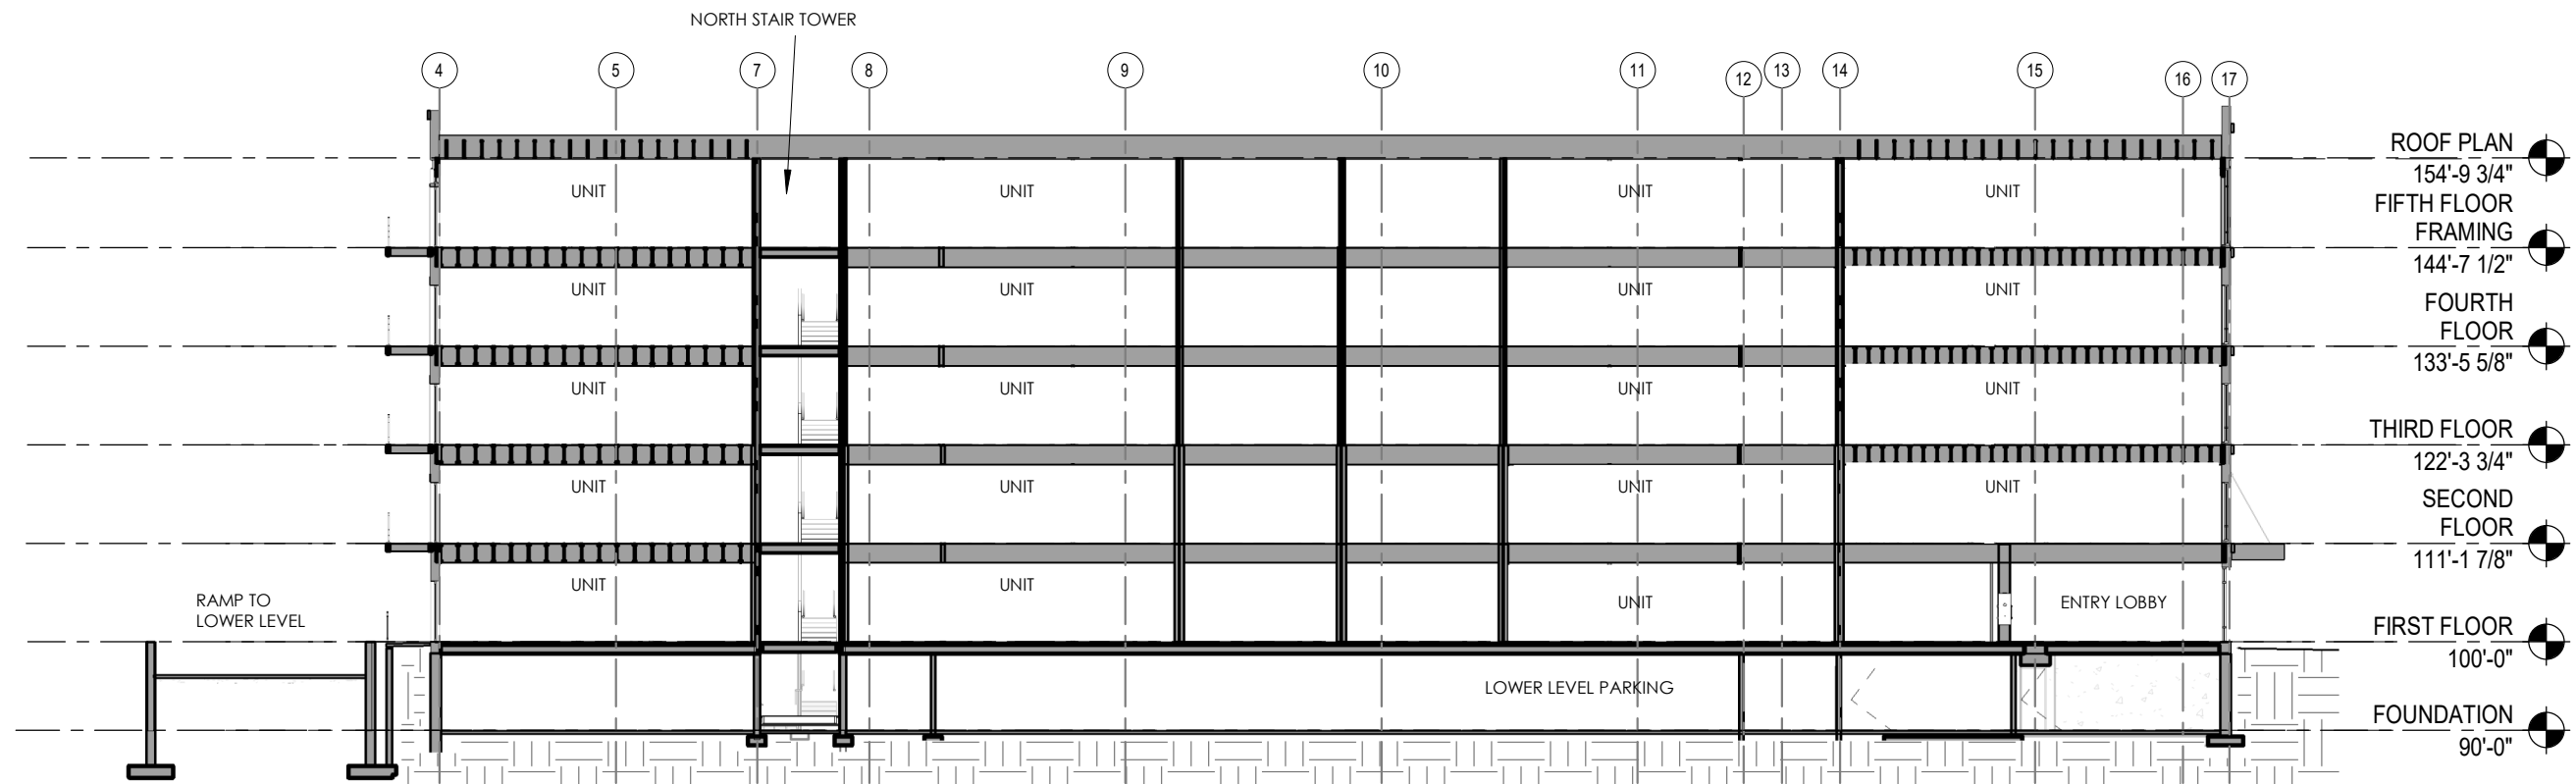 NORTH STAIR TOWER
4 5 7 8 9 10 11 12 13 14 15 16 17
ROOF PLAN
154'-9 3/4"
UNIT UNIT UNIT UNIT
FIFTH FLOOR
FRAMING
144'-7 1/2"
UNIT UNIT UNIT UNIT
FOURTH
FLOOR
133'-5 5/8"
UNIT UNIT UNIT UNIT
THIRD FLOOR
122'-3 3/4"
UNIT UNIT UNIT UNIT
SECOND
FLOOR
111'-1 7/8"
UNIT UNIT UNIT ENTRY LOBBY
RAMP TO
LOWER LEVEL
FIRST FLOOR
100'-0"
LOWER LEVEL PARKING
FOUNDATION
90'-0"